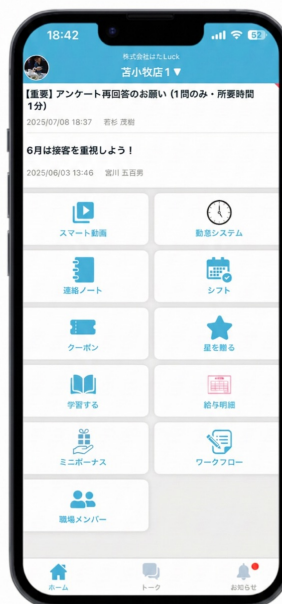 18:42
52
株式会社はたLuck
苫小牧店1▼
【重要】アンケート再回答のお願い（1問のみ・所要時間
1分）
2025/07/08 18:37 若杉 茂樹
6月は接客を重視しよう！
2025/06/03 13:46 宮川 五百男
スマート動画
勤怠システム
連絡ノート
シフト
クーポン
星を贈る
学習する
給与明細
ミニボーナス
ワークフロー
職場メンバー
ホーム
トーク
お知らせ